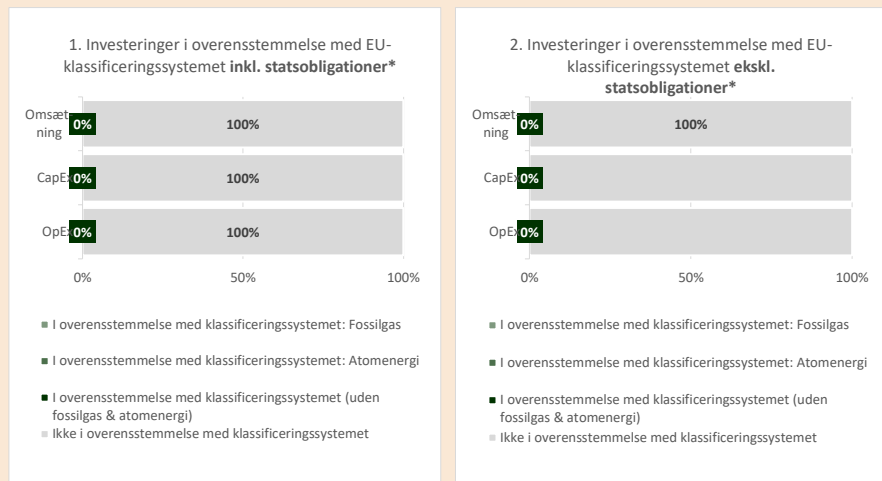 1. Investeringer i overensstemmelse med EU-
klassificeringssystemet inkl. statsobligationer*
Omsæt-
ning
0%
100%
CapEx
0%
100%
OpEx
0%
100%
0%
50%
100%
I overensstemmelse med klassificeringssystemet: Fossilgas
I overensstemmelse med klassificeringssystemet: Atomenergi
I overensstemmelse med klassificeringssystemet (uden
fossilgas & atomenergi)
Ikke i overensstemmelse med klassificeringssystemet
2. Investeringer i overensstemmelse med EU-
klassificeringssystemet ekskl.
statsobligationer*
Omsæt-
ning
0%
100%
CapEx
0%
OpEx
0%
0%
50%
100%
I overensstemmelse med klassificeringssystemet: Fossilgas
I overensstemmelse med klassificeringssystemet: Atomenergi
I overensstemmelse med klassificeringssystemet (uden
fossilgas & atomenergi)
Ikke i overensstemmelse med klassificeringssystemet